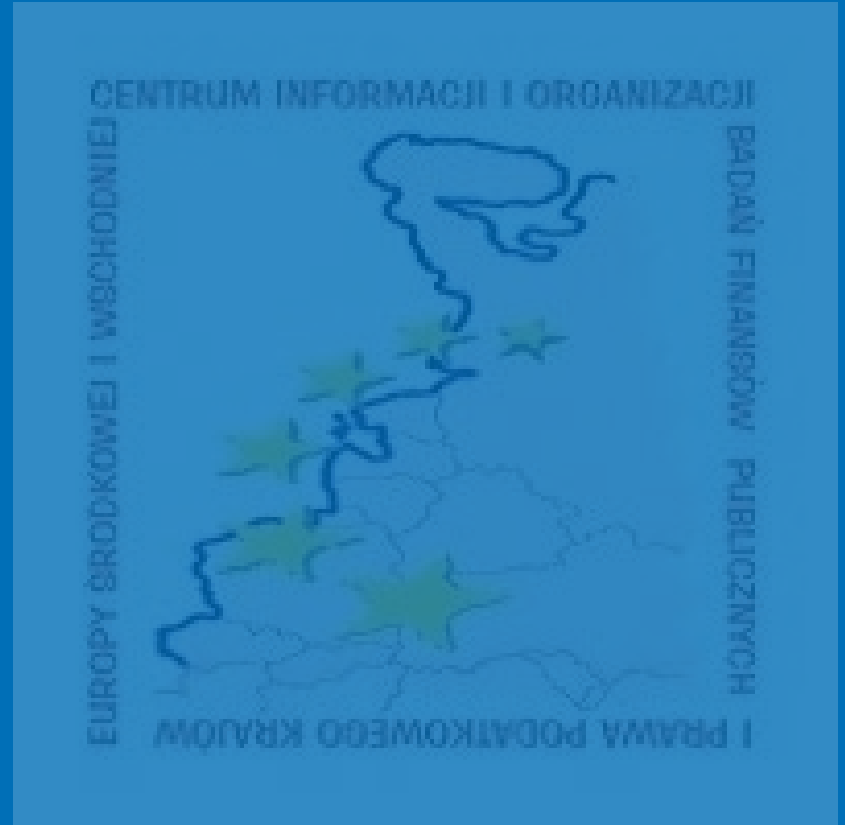 CENTRUM INFORMACJI I ORGANIZACJI
BADAŃ FINANSÓW PUBLICZNYCH
I PRAWA PODATKOWEGO KRAJÓW
EUROPY ŚRODKOWEJ I WSCHODNIEJ